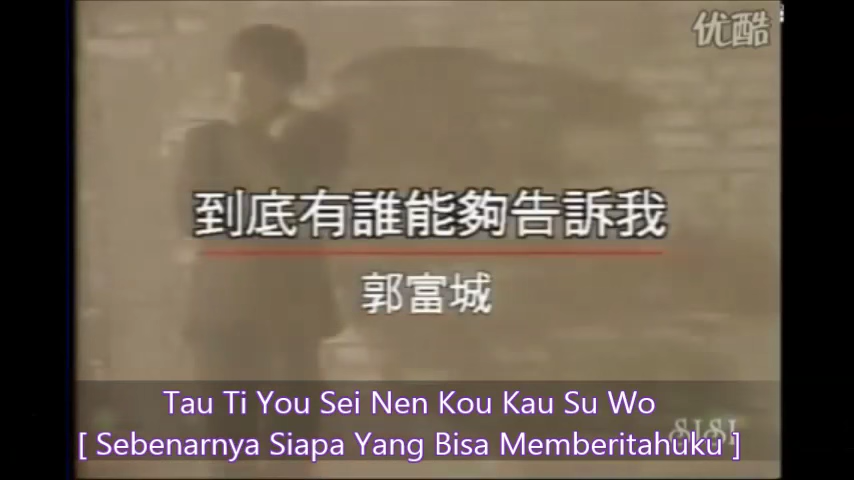 优酷
到底有誰能夠告訴我
郭富城
Tau Ti You Sei Nen Kou Kau Su Wo
[ Sebenarnya Siapa Yang Bisa Memberitahuku ]
SISI